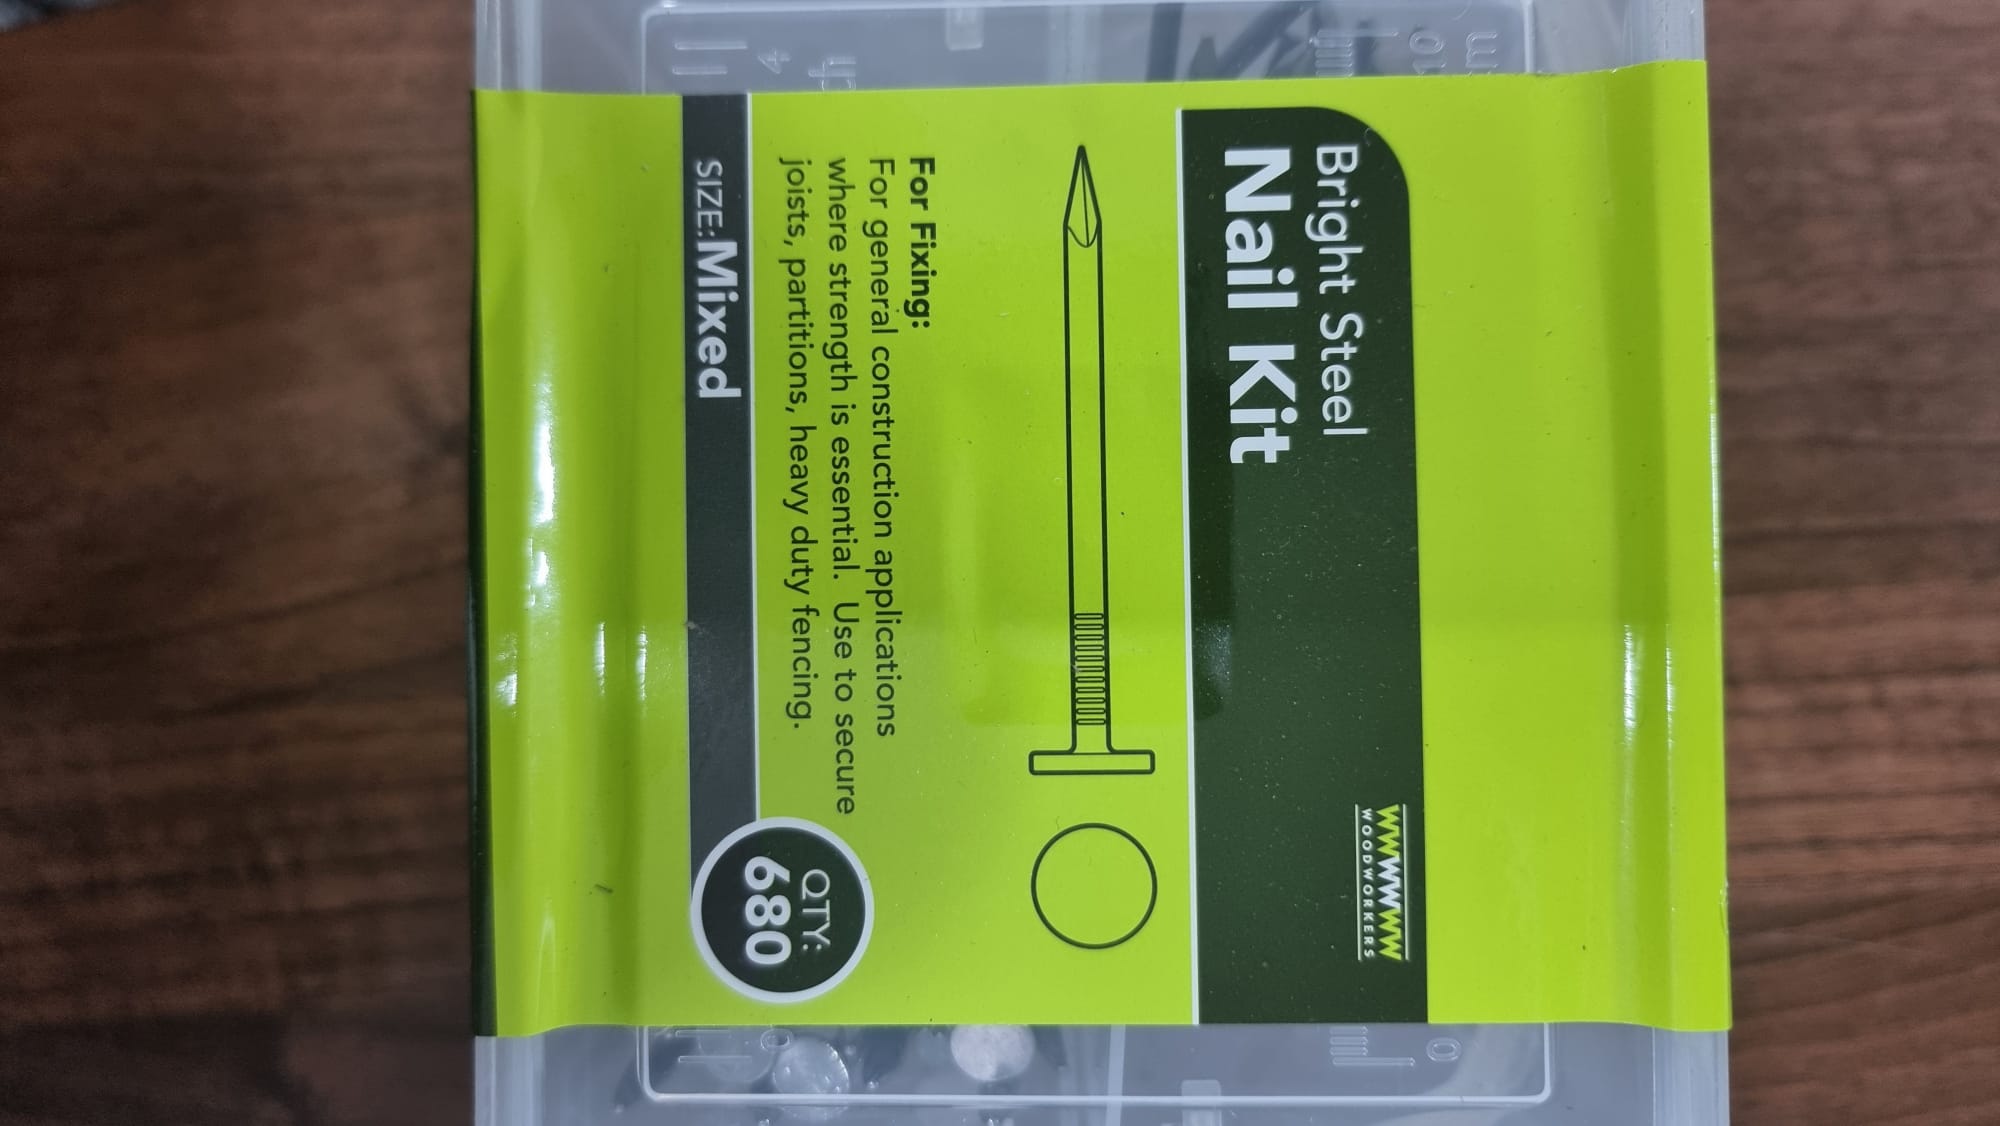 WWWWW
WOODWORKERS
Bright Steel
Nail Kit
For Fixing:
For general construction applications
where strength is essential. Use to secure
joists, partitions, heavy duty fencing.
SIZE:Mixed
QTY:
680